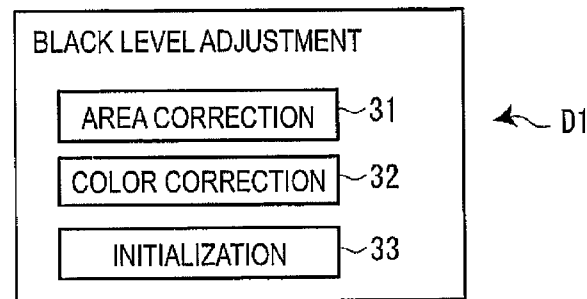 BLACK LEVEL ADJUSTMENT
AREA CORRECTION 31
D1
COLOR CORRECTION 32
INITIALIZATION 33